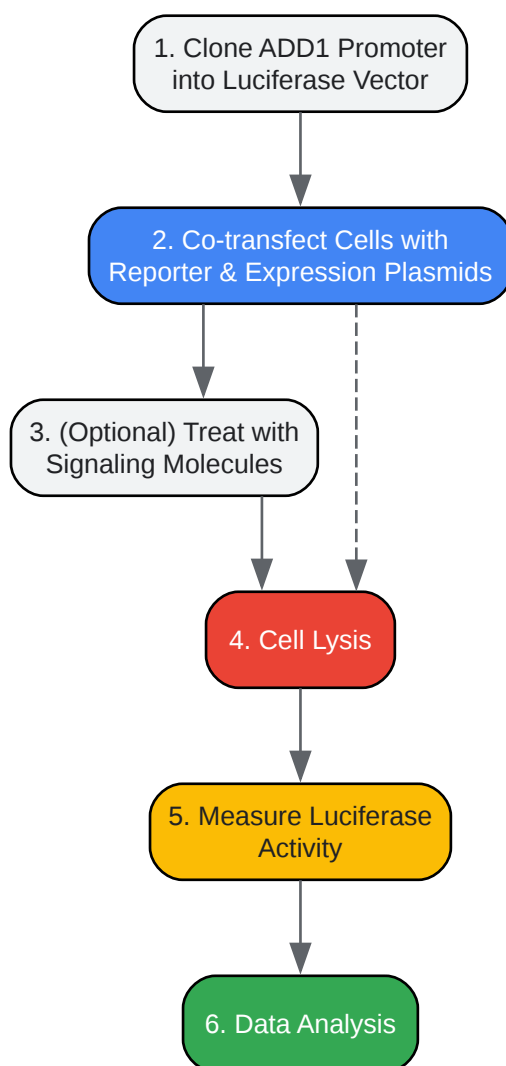 1. Clone ADD1 Promoter
into Luciferase Vector
2. Co-transfect Cells with
Reporter & Expression Plasmids
3. (Optional) Treat with
Signaling Molecules
4. Cell Lysis
5. Measure Luciferase
Activity
6. Data Analysis